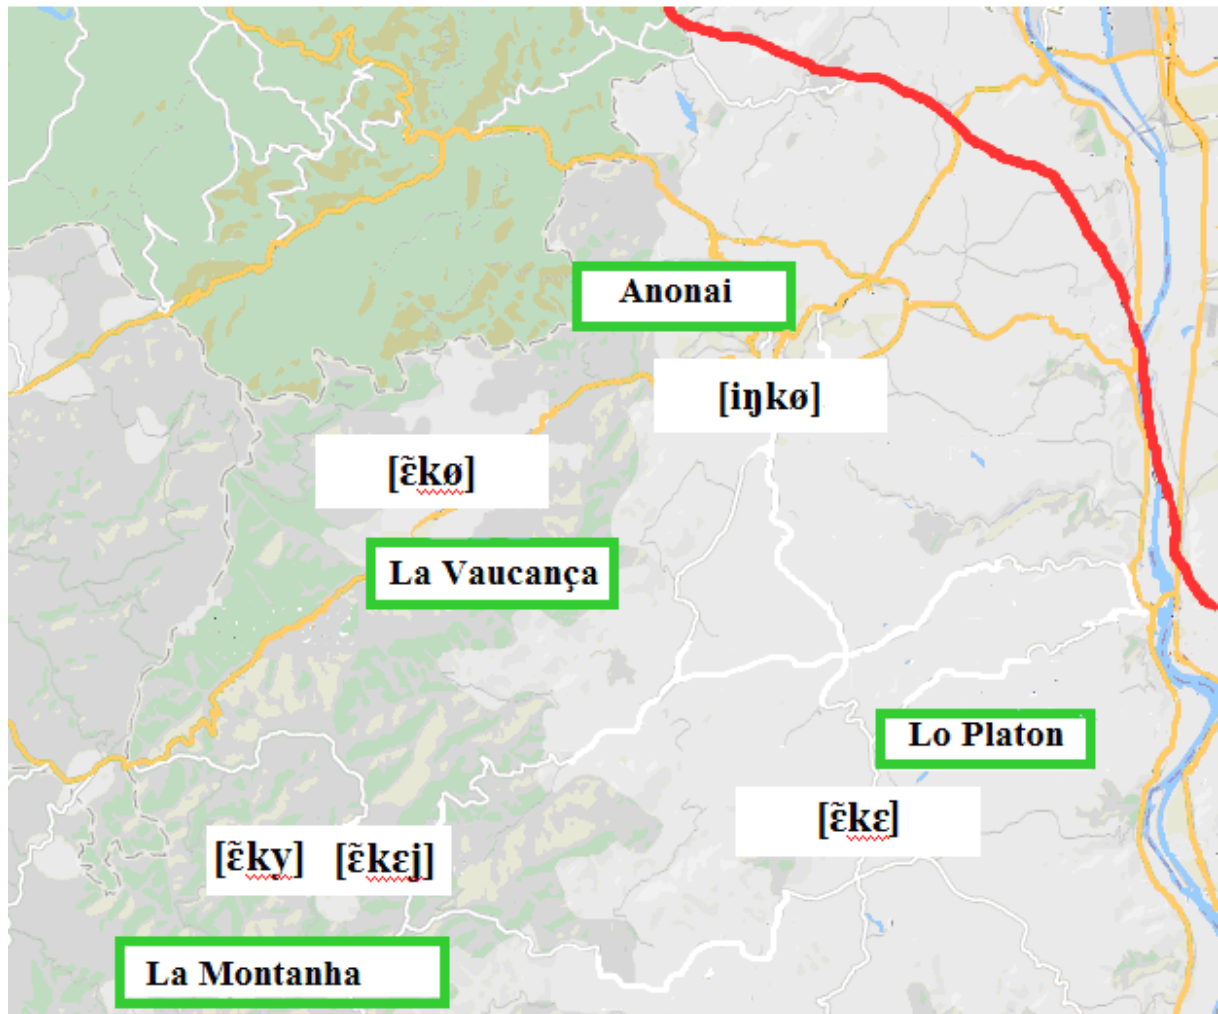 Anonai
[iŋkø]
[ɛ̃kø]
La Vaucança
Lo Platon
[ɛ̃kɛ]
[ɛ̃ky] [ɛ̃kɛj]
La Montanha